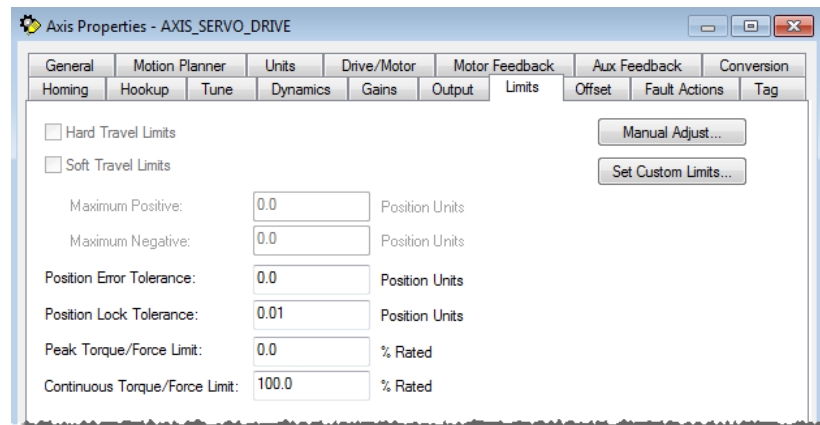 Axis Properties - AXIS_SERVO_DRIVE
General Motion Planner Units Drive/Motor Motor Feedback Aux Feedback Conversion
Homing Hookup Tune Dynamics Gains Output Limits Offset Fault Actions Tag
Hard Travel Limits Manual Adjust...
Soft Travel Limits Set Custom Limits...
Maximum Positive: 0.0 Position Units
Maximum Negative: 0.0 Position Units
Position Error Tolerance: 0.0 Position Units
Position Lock Tolerance: 0.01 Position Units
Peak Torque/Force Limit: 0.0 % Rated
Continuous Torque/Force Limit: 100.0 % Rated